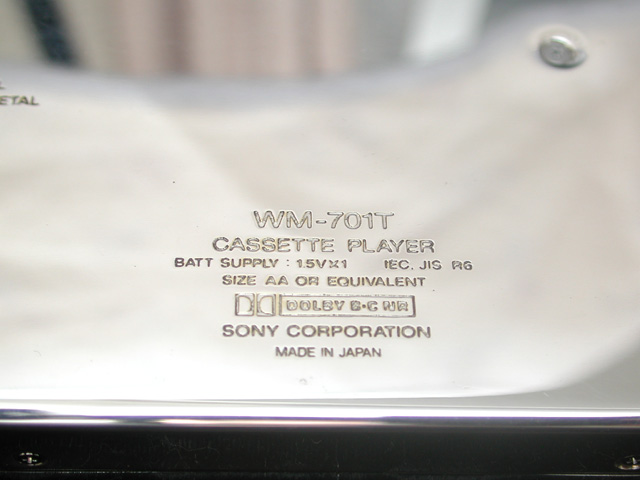 METAL
WM-701T
CASSETTE PLAYER
BATT SUPPLY : 1.5V×1 IEC, JIS R6
SIZE AA OR EQUIVALENT
DOLBY B·C NR
SONY CORPORATION
MADE IN JAPAN